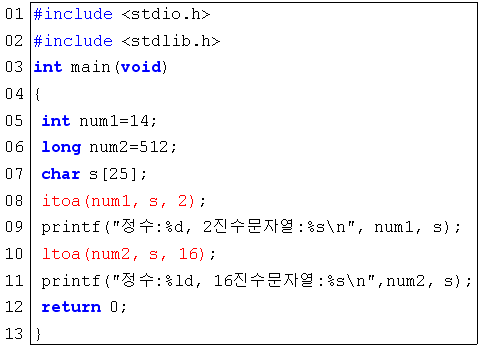 01 #include <stdio.h>
02 #include <stdlib.h>
03 int main(void)
04 {
05 int num1=14;
06 long num2=512;
07 char s[25];
08 itoa(num1, s, 2);
09 printf("정수:%d, 2진수문자열:%s\n", num1, s);
10 ltoa(num2, s, 16);
11 printf("정수:%ld, 16진수문자열:%s\n",num2, s);
12 return 0;
13 }